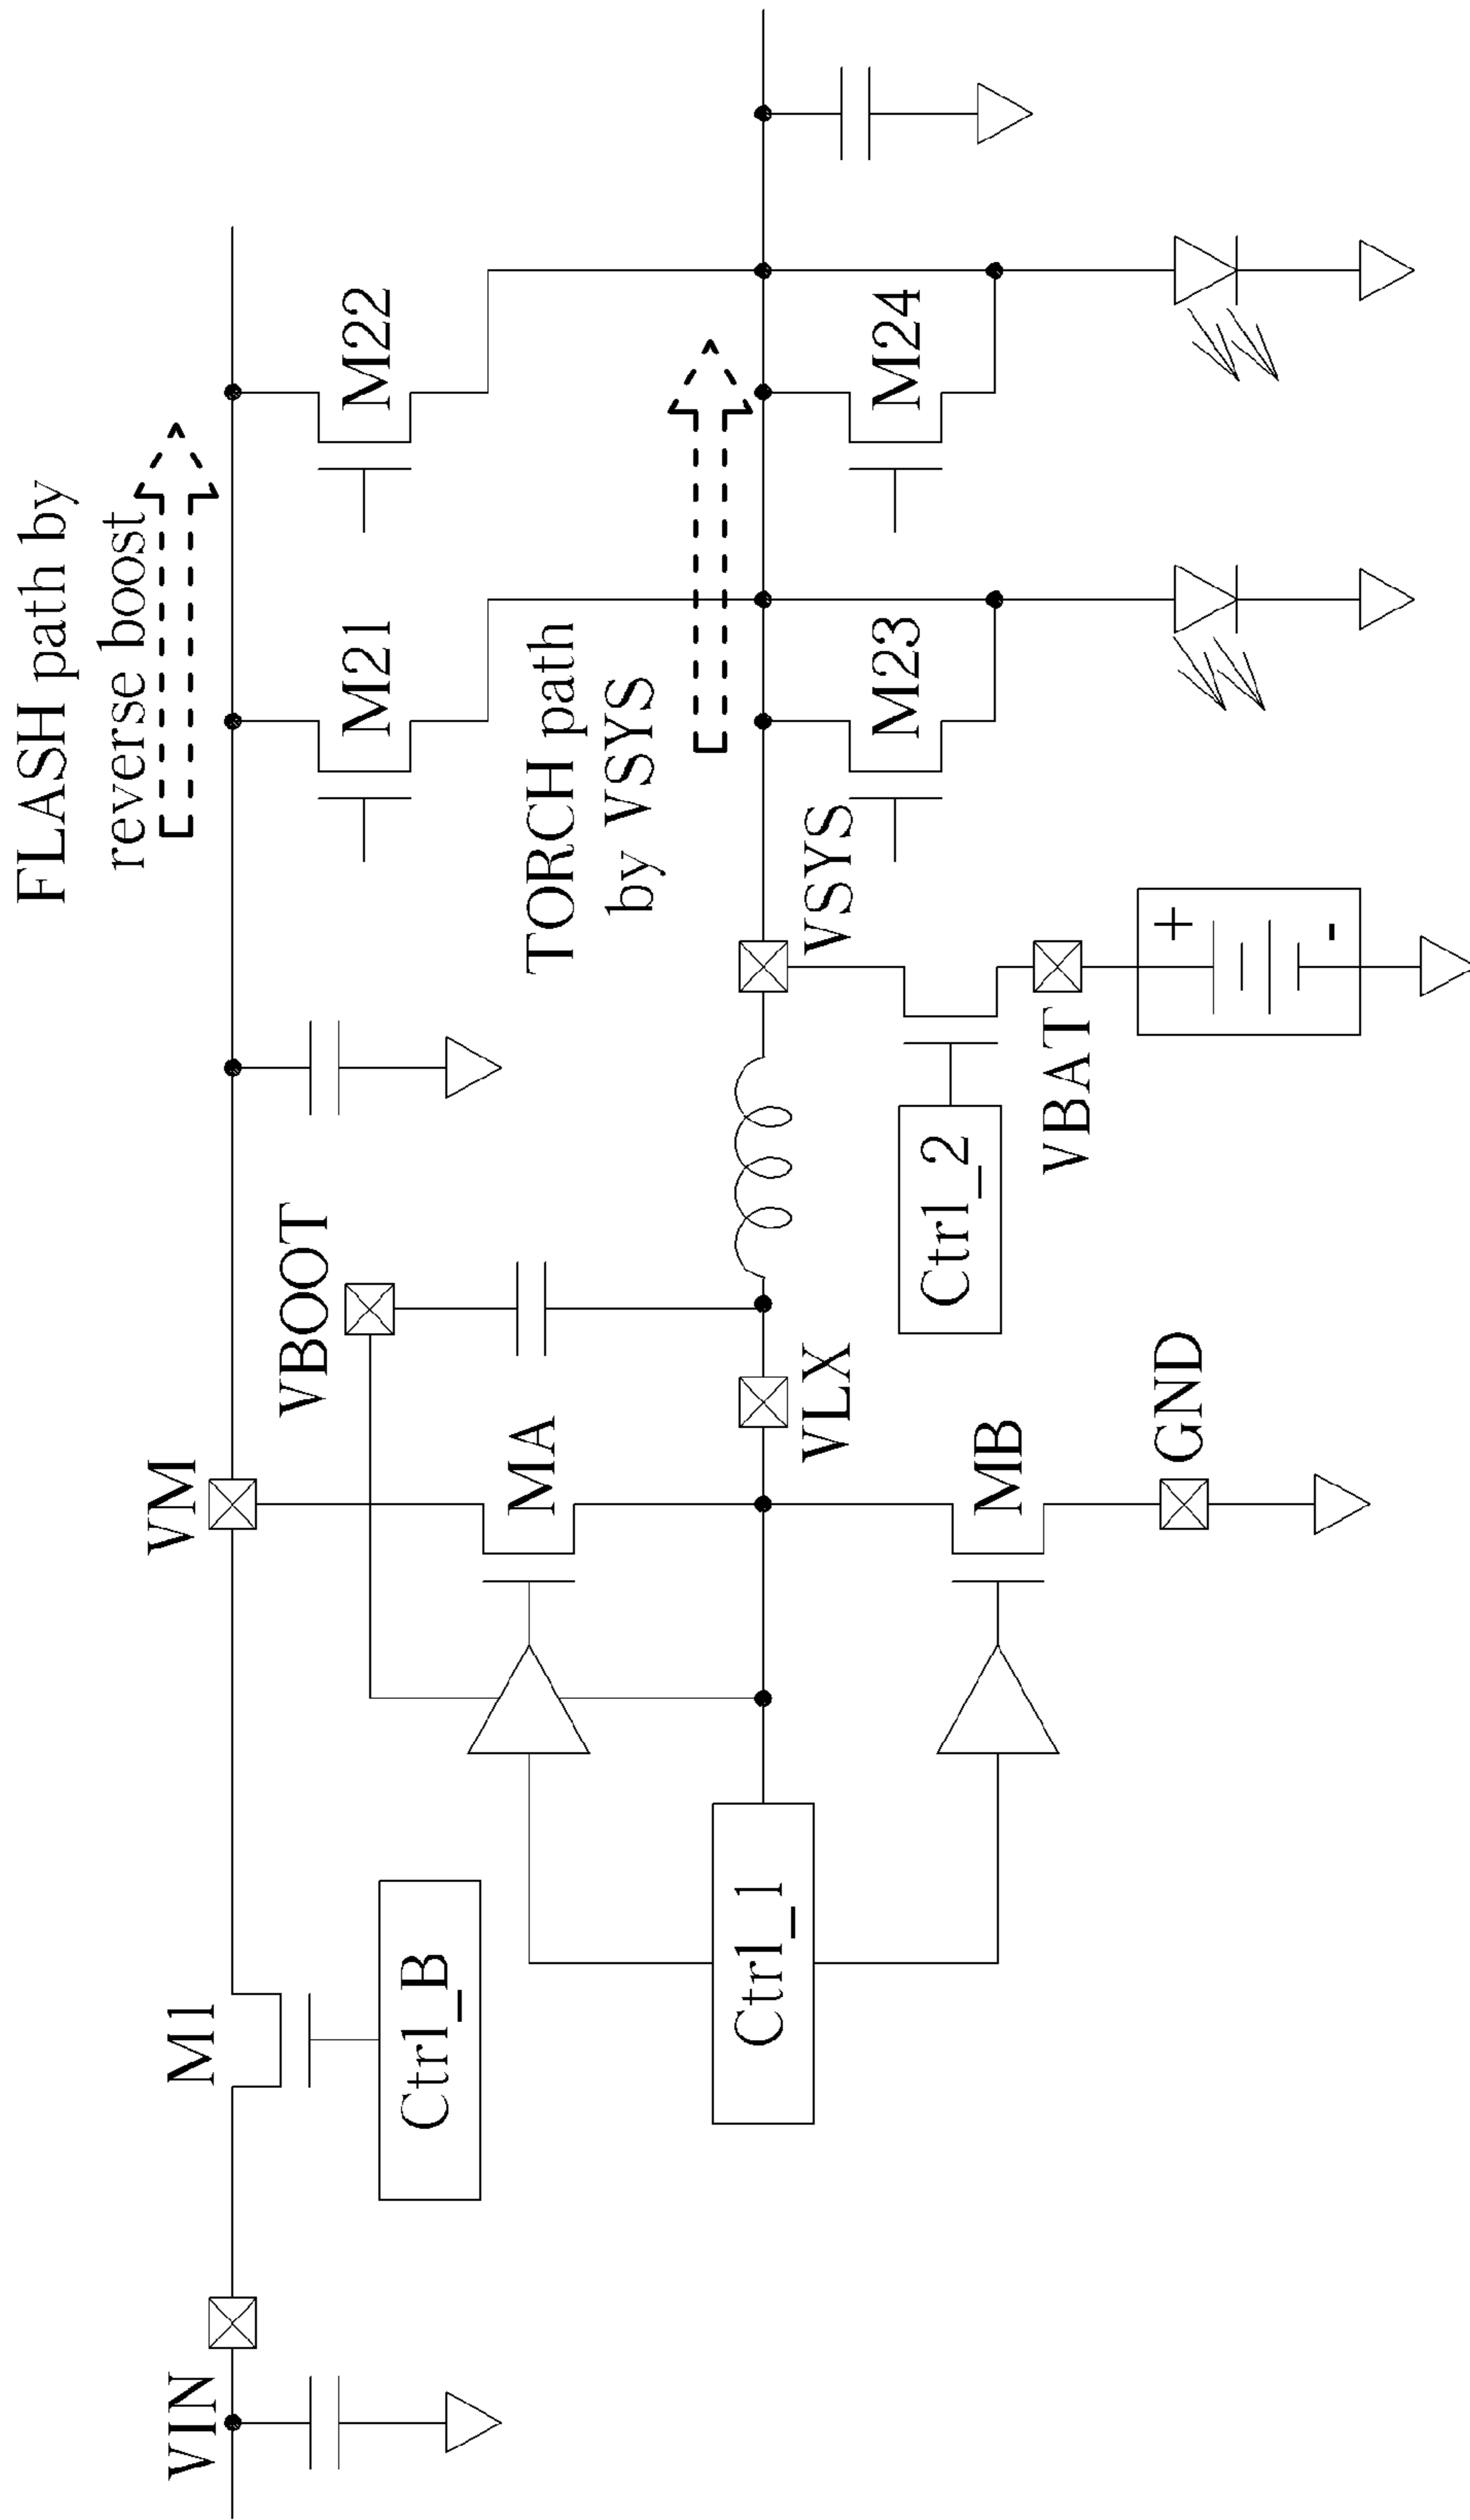 FLASH path by
reverse boost
VIN
M1
VM
Ctrl_B
VBOOT
M21
M22
MA
TORCH path
by VSYS
Ctrl_1
VLX
VSYS
M23
M24
Ctrl_2
MB
VBAT
GND
+
-